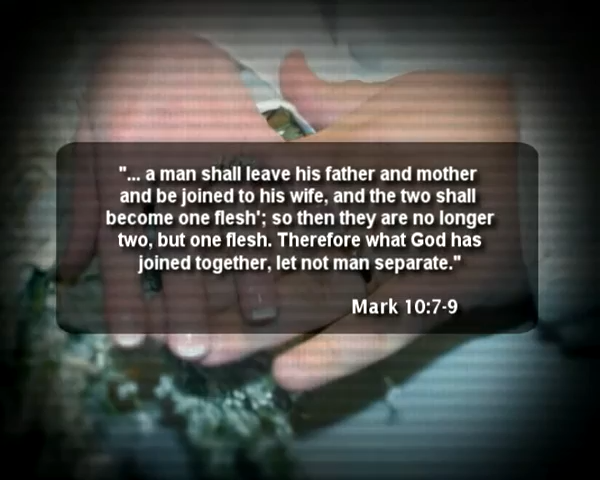 "... a man shall leave his father and mother
and be joined to his wife, and the two shall
become one flesh'; so then they are no longer
two, but one flesh. Therefore what God has
joined together, let not man separate."
Mark 10:7-9